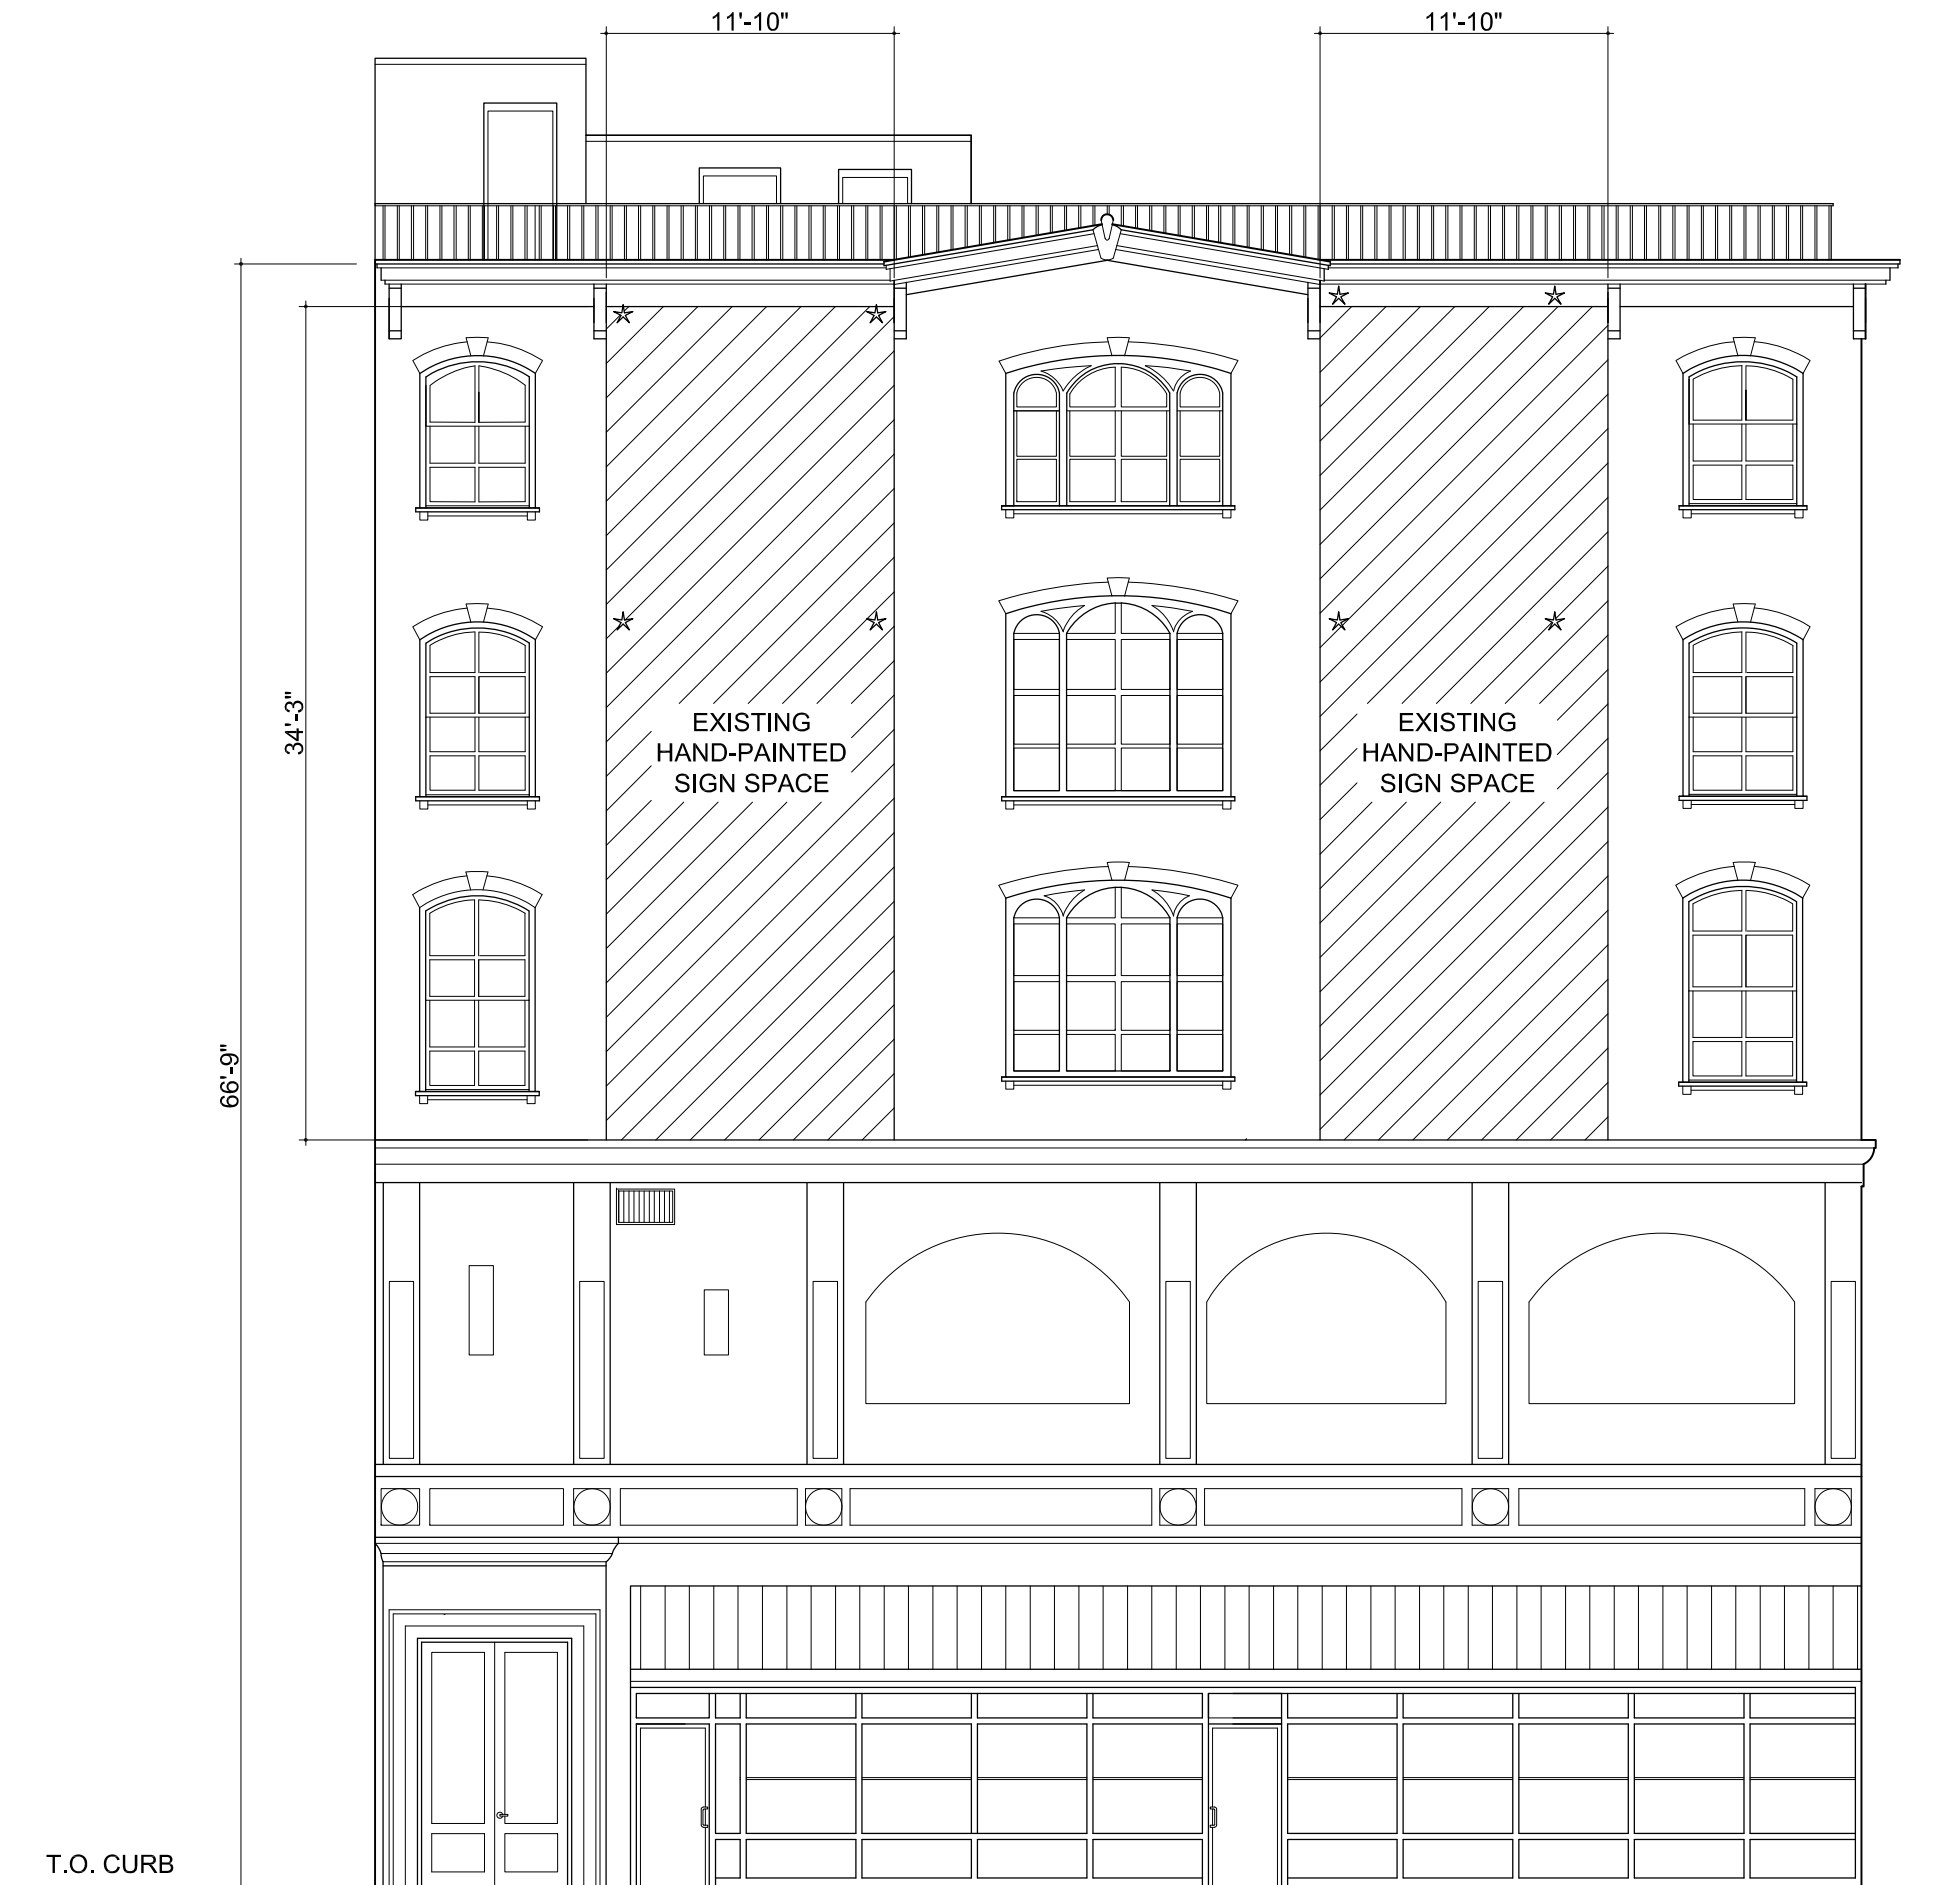 11'-10"
11'-10"
34'-3"
EXISTING
HAND-PAINTED
SIGN SPACE
EXISTING
HAND-PAINTED
SIGN SPACE
66'-9"
T.O. CURB